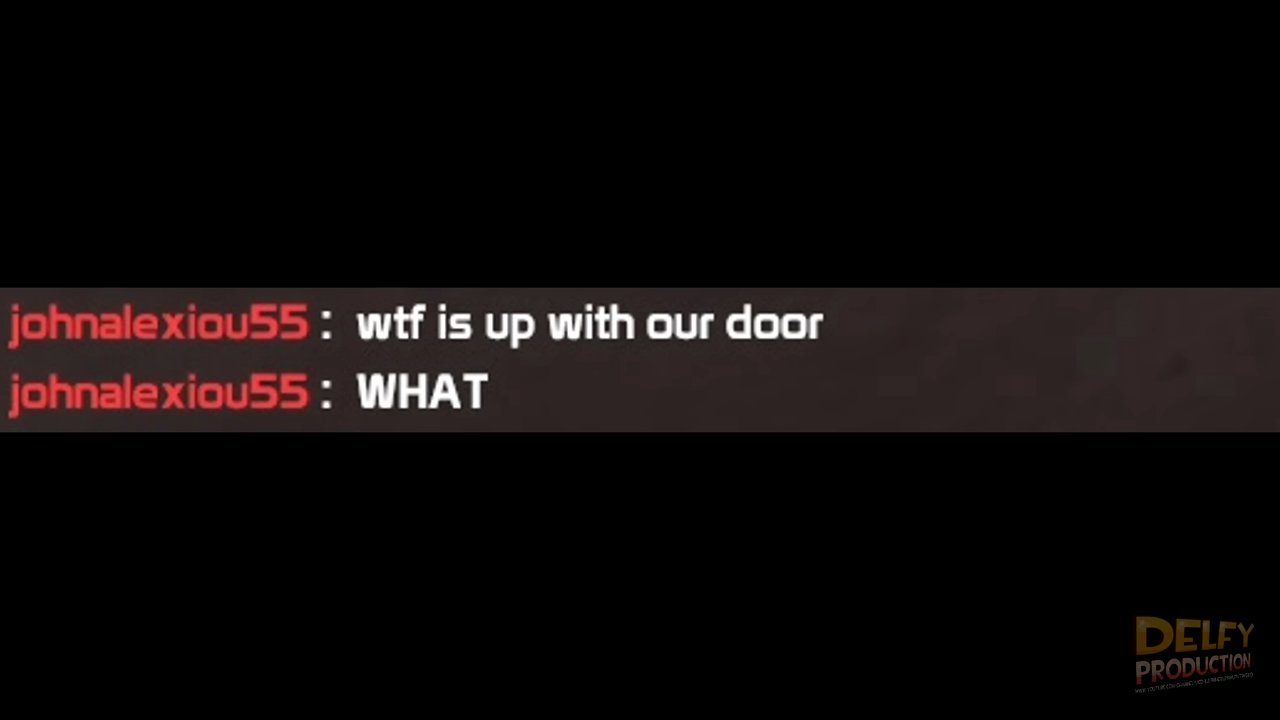 johnalexiou55 : wtf is up with our door
johnalexiou55 : WHAT
DELFY
PRODUCTION